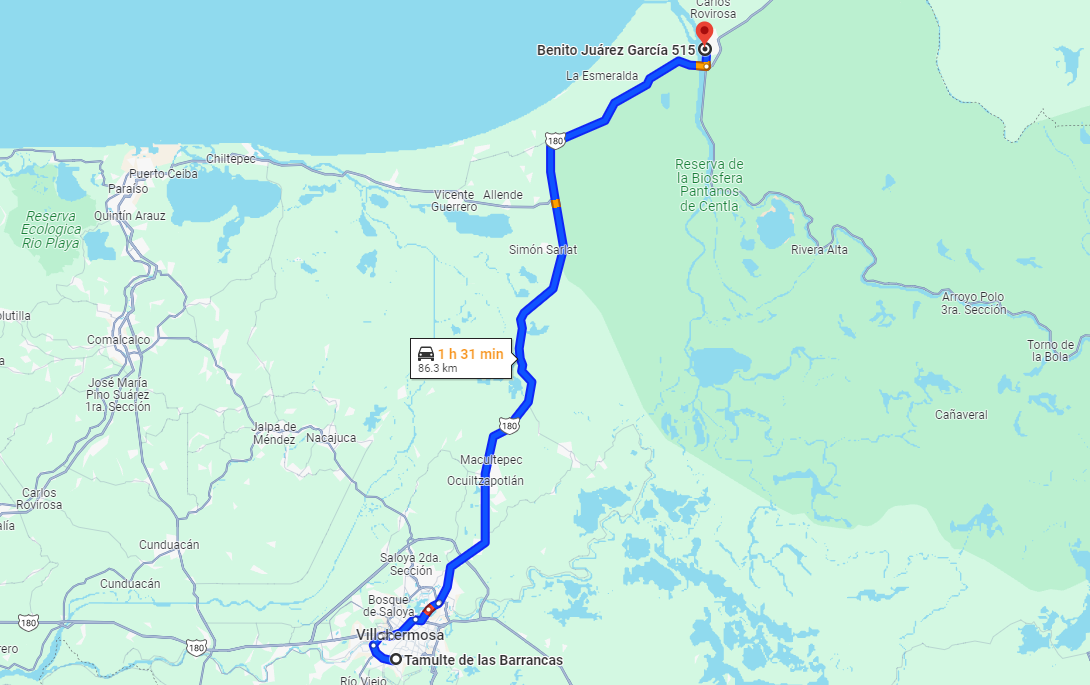 Carlos
Rovirosa
Benito Juárez García 515
La Esmeralda
180
Chiltepec
Puerto Ceiba
Paraíso
Vicente
Guerrero
Allende
Reserva de
la Biosfera
Pantanos
de Centla
Quintín Arauz
Reserva
Ecologica
Rio Playa
Simón Sarlat
Rivera Alta
Arroyo Polo
3ra. Sección
Torno de
la Bola
Comalcalco
1 h 31 min
86.3 km
José María
Pino Suárez
1ra. Sección
Cañaveral
180
Jalpa de
Méndez
Nacajuca
Macultepec
Ocuiltzapotlán
Carlos
Rovirosa
Cunduacán
Saloya 2da.
Sección
Cunduacán
Bosque
de Saloya
180
180
Villahermosa
Tamulte de las Barrancas
Río Viejo